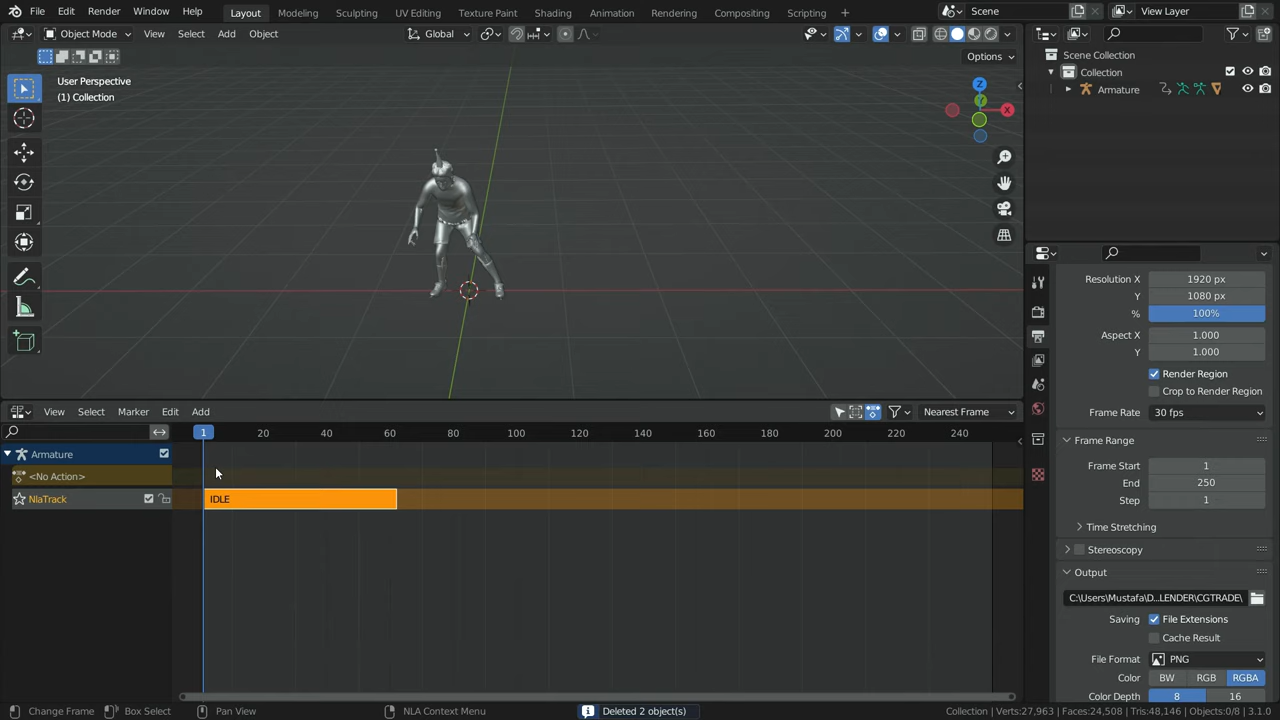 File Edit Render Window Help Layout Modeling Sculpting UV Editing Texture Paint Shading Animation Rendering Compositing Scripting + Scene View Layer
Object Mode View Select Add Object Global
Options
User Perspective
(1) Collection
Z
Y
X
Scene Collection
Collection
Armature
Resolution X 1920 px
Y 1080 px
% 100%
Aspect X 1.000
Y 1.000
Render Region
Crop to Render Region
Frame Rate 30 fps
Frame Range
Frame Start 1
End 250
Step 1
Time Stretching
Stereoscopy
Output
C:\Users\Mustafa\D...LENDER\CGTRADE\
Saving File Extensions
Cache Result
File Format PNG
Color BW RGB RGBA
Color Depth 8 16
View Select Marker Edit Add Nearest Frame
1 20 40 60 80 100 120 140 160 180 200 220 240
Armature
<No Action>
NlaTrack IDLE
Change Frame Box Select Pan View NLA Context Menu Deleted 2 object(s) Collection | Verts:27,963 | Faces:24,508 | Tris:48,146 | Objects:0/8 | 3.1.0